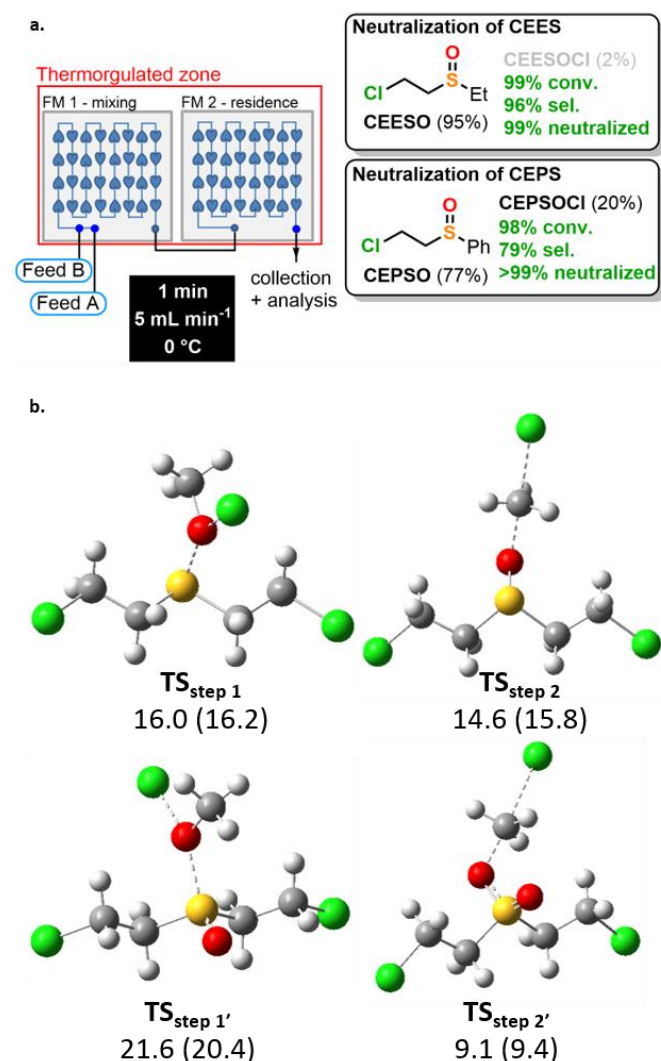 a.
Thermorgulated zone
FM 1 - mixing
FM 2 - residence
Feed B
Feed A
1 min
5 mL min-1
0 °C
collection
+ analysis
Neutralization of CEES
O
Cl
S
Et
CEESO (95%)
CEESOCl (2%)
99% conv.
96% sel.
99% neutralized
Neutralization of CEPS
O
Cl
S
Ph
CEPSO (77%)
CEPSOCl (20%)
98% conv.
79% sel.
>99% neutralized
b.
TSstep 1
16.0 (16.2)
TSstep 2
14.6 (15.8)
TSstep 1'
21.6 (20.4)
TSstep 2'
9.1 (9.4)